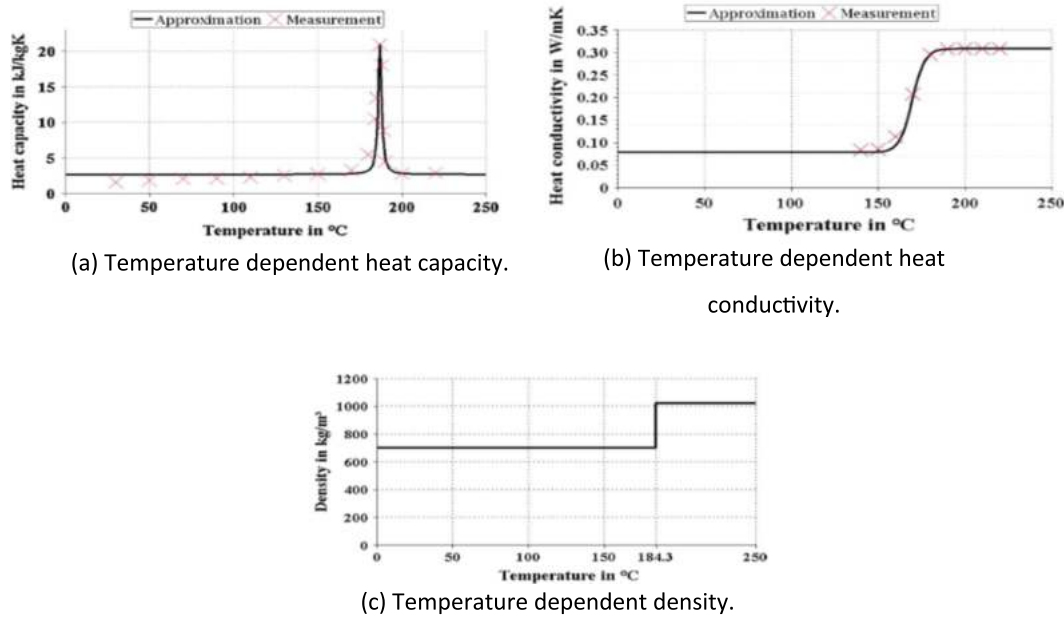 Approximation Measurement
Heat capacity in kJ/kgK
20
15
10
5
0
0 50 100 150 200 250
Temperature in °C
(a) Temperature dependent heat capacity.
Approximation Measurement
Heat conductivity in W/mK
0.35
0.30
0.25
0.20
0.15
0.10
0.05
0
0 50 100 150 200 250
Temperature in °C
(b) Temperature dependent heat
conductivity.
Density in kg/m³
1200
1000
800
600
400
200
0
0 50 100 150 184.3 250
Temperature in °C
(c) Temperature dependent density.